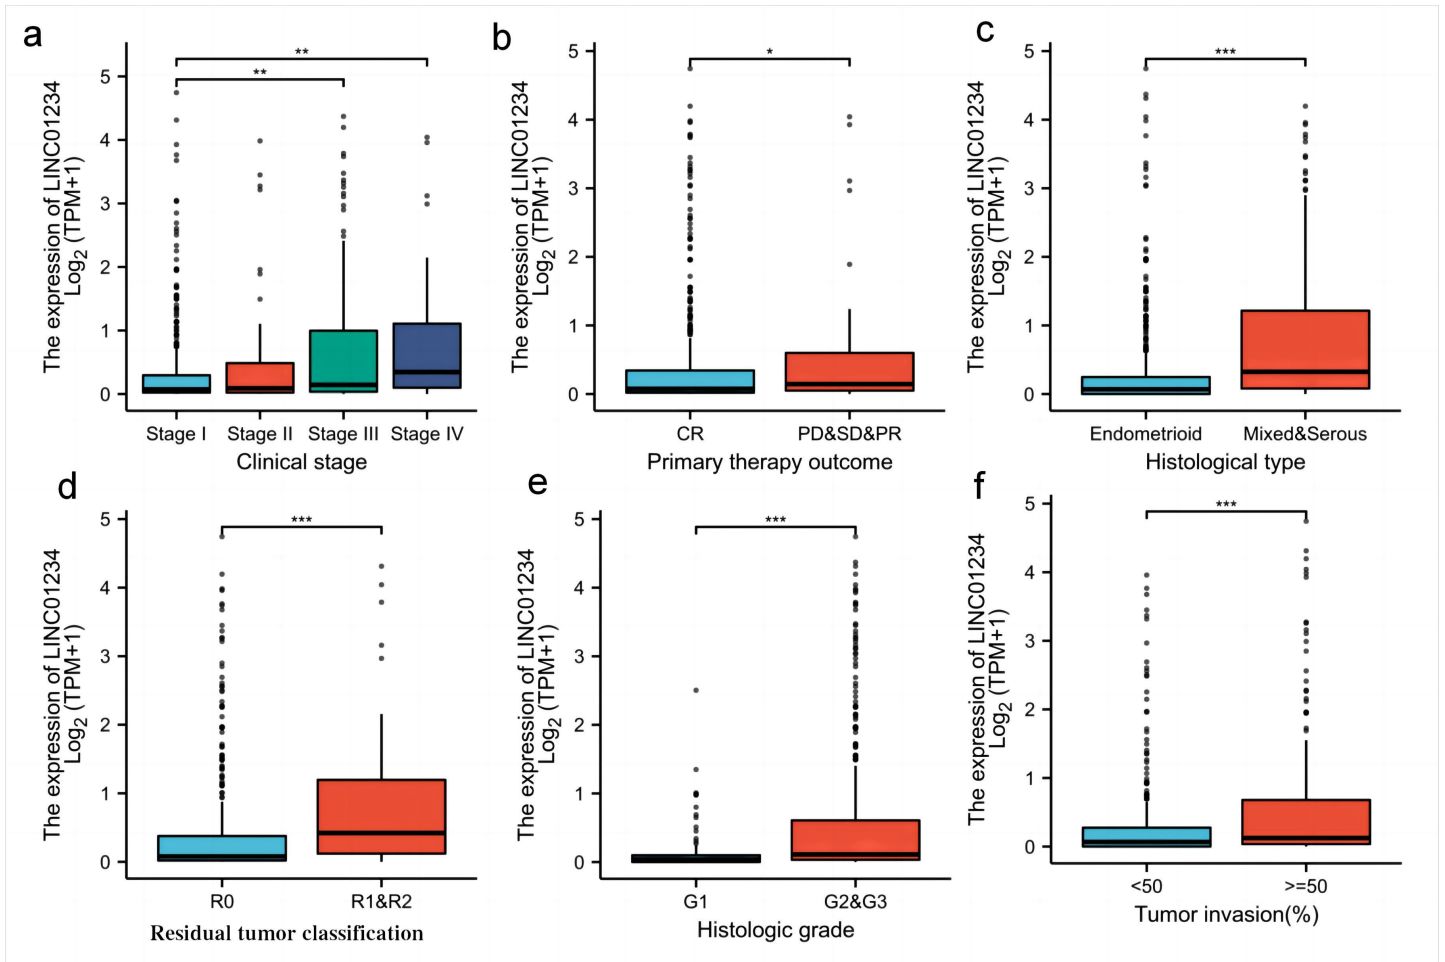 a
**
**
The expression of LINC01234
Log2 (TPM+1)
5
4
3
2
1
0
Stage I Stage II Stage III Stage IV
Clinical stage
b
*
The expression of LINC01234
Log2 (TPM+1)
5
4
3
2
1
0
CR PD&SD&PR
Primary therapy outcome
c
***
The expression of LINC01234
Log2 (TPM+1)
5
4
3
2
1
0
Endometrioid Mixed&Serous
Histological type
d
***
The expression of LINC01234
Log2 (TPM+1)
5
4
3
2
1
0
R0 R1&R2
Residual tumor classification
e
***
The expression of LINC01234
Log2 (TPM+1)
5
4
3
2
1
0
G1 G2&G3
Histologic grade
f
***
The expression of LINC01234
Log2 (TPM+1)
5
4
3
2
1
0
<50 >=50
Tumor invasion(%)